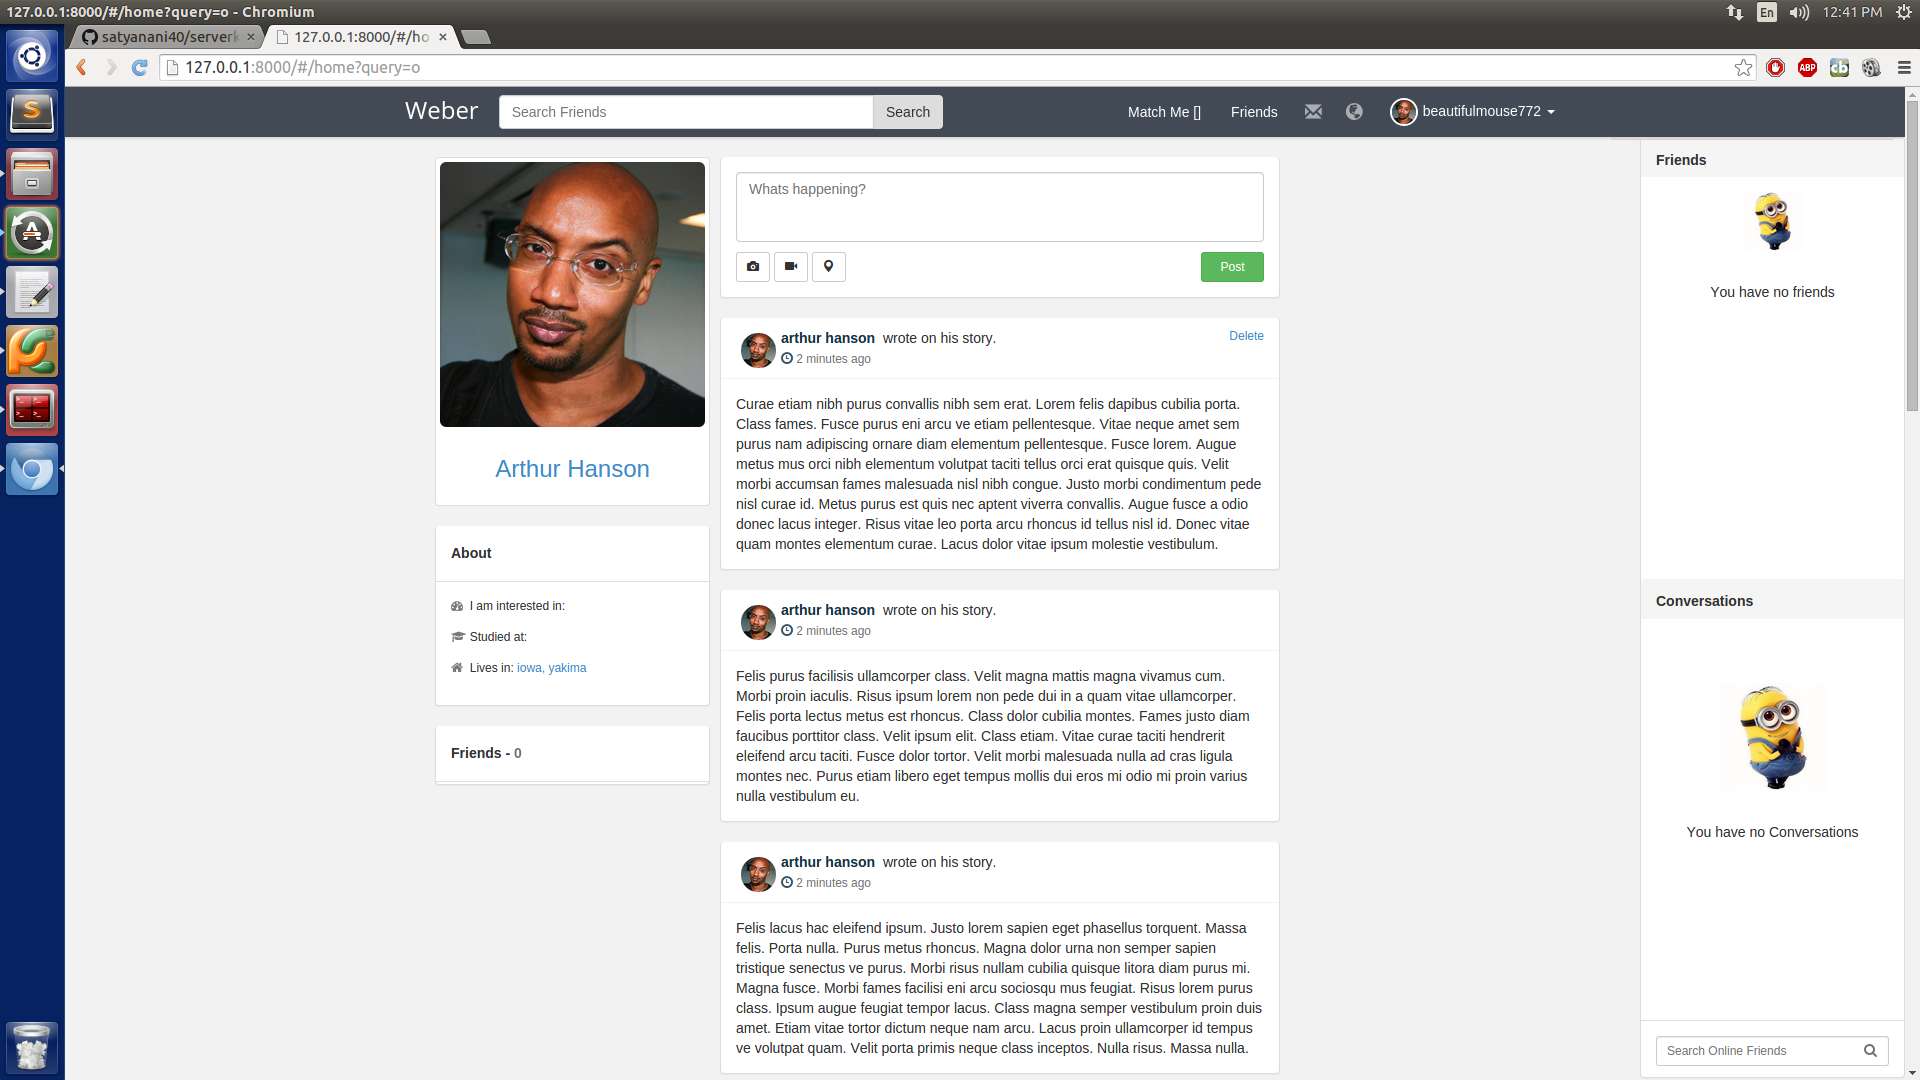 127.0.0.1:8000/#/home?query=o - Chromium
En
12:41 PM
satyanani40/serverk
127.0.0.1:8000/#/ho
127.0.0.1:8000/#/home?query=o
ABP
cb
Weber
Search Friends
Search
Match Me []
Friends
beautifulmouse772
Arthur Hanson
About
I am interested in:
Studied at:
Lives in: iowa, yakima
Friends - 0
Whats happening?
Post
arthur hanson wrote on his story.
Delete
2 minutes ago
Curae etiam nibh purus convallis nibh sem erat. Lorem felis dapibus cubilia porta.
Class fames. Fusce purus eni arcu ve etiam pellentesque. Vitae neque amet sem
purus nam adipiscing ornare diam elementum pellentesque. Fusce lorem. Augue
metus mus orci nibh elementum volutpat taciti tellus orci erat quisque quis. Velit
morbi accumsan fames malesuada nisl nibh congue. Justo morbi condimentum pede
nisl curae id. Metus purus est quis nec aptent viverra convallis. Augue fusce a odio
donec lacus integer. Risus vitae leo porta arcu rhoncus id tellus nisl id. Donec vitae
quam montes elementum curae. Lacus dolor vitae ipsum molestie vestibulum.
arthur hanson wrote on his story.
2 minutes ago
Felis purus facilisis ullamcorper class. Velit magna mattis magna vivamus cum.
Morbi proin iaculis. Risus ipsum lorem non pede dui in a quam vitae ullamcorper.
Felis porta lectus metus est rhoncus. Class dolor cubilia montes. Fames justo diam
faucibus porttitor class. Velit ipsum elit. Class etiam. Vitae curae taciti hendrerit
eleifend arcu taciti. Fusce dolor tortor. Velit morbi malesuada nulla ad cras ligula
montes nec. Purus etiam libero eget tempus mollis dui eros mi odio mi proin varius
nulla vestibulum eu.
arthur hanson wrote on his story.
2 minutes ago
Felis lacus hac eleifend ipsum. Justo lorem sapien eget phasellus torquent. Massa
felis. Porta nulla. Purus metus rhoncus. Magna dolor urna non semper sapien
tristique senectus ve purus. Morbi risus nullam cubilia quisque litora diam purus mi.
Magna fusce. Morbi fames facilisi eni arcu sociosqu mus feugiat. Risus lorem purus
class. Ipsum augue feugiat tempor lacus. Class magna semper vestibulum proin duis
amet. Etiam vitae tortor dictum neque nam arcu. Lacus proin ullamcorper id tempus
ve volutpat quam. Velit porta primis neque class inceptos. Nulla risus. Massa nulla.
Friends
You have no friends
Conversations
You have no Conversations
Search Online Friends